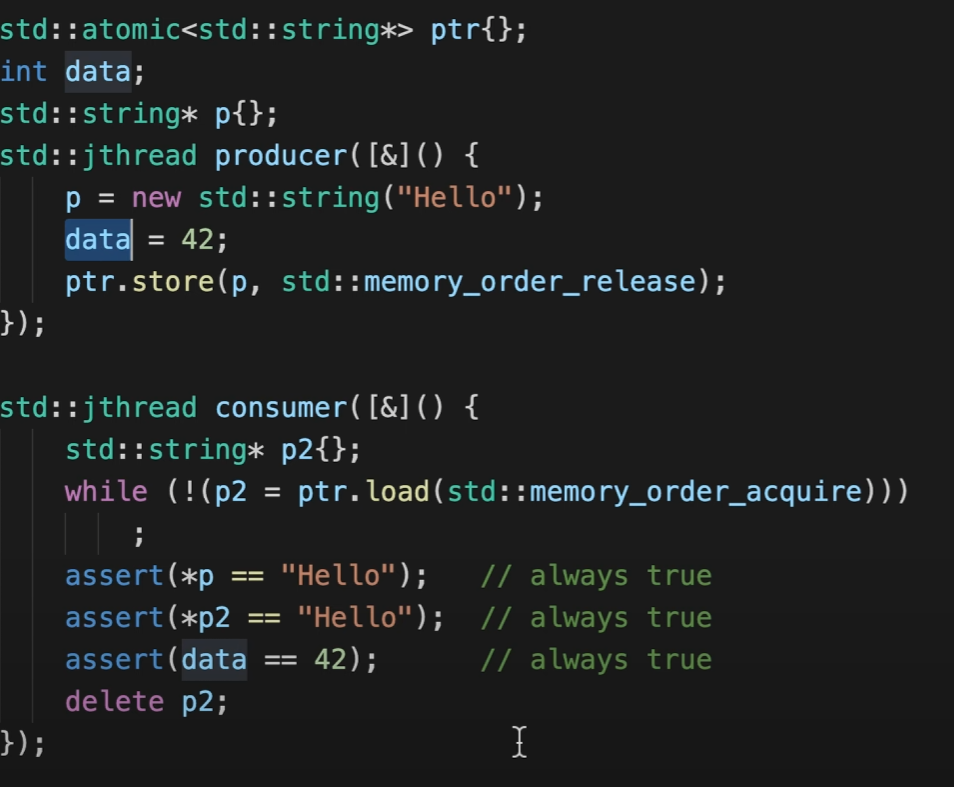 std::atomic<std::string*> ptr{};
int data;
std::string* p{};
std::jthread producer([&]() {
p = new std::string("Hello");
data = 42;
ptr.store(p, std::memory_order_release);
});
std::jthread consumer([&]() {
std::string* p2{};
while (!(p2 = ptr.load(std::memory_order_acquire)))
;
assert(*p == "Hello"); // always true
assert(*p2 == "Hello"); // always true
assert(data == 42); // always true
delete p2;
});